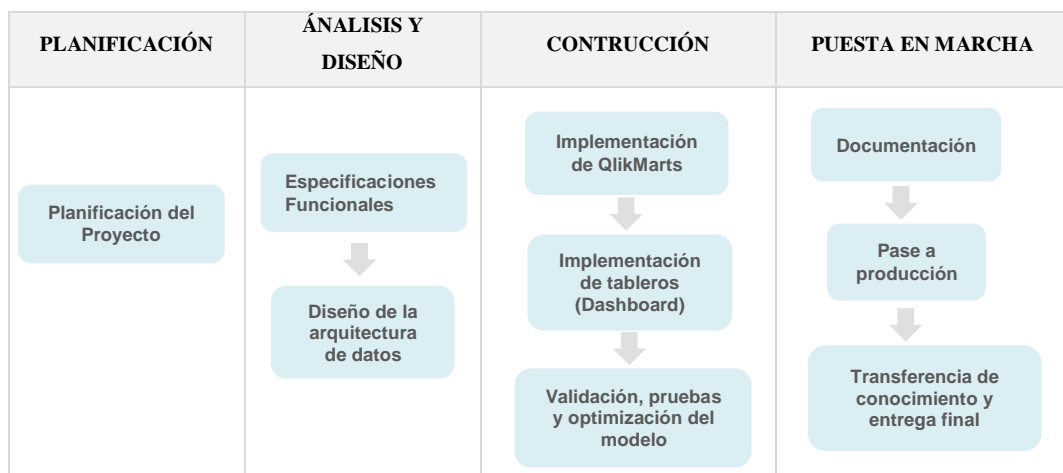 PLANIFICACIÓN
ÁNALISIS Y
DISEÑO
CONTRUCCIÓN
PUESTA EN MARCHA
Planificación del
Proyecto
Especificaciones
Funcionales
Diseño de la
arquitectura
de datos
Implementación
de QlikMarts
Implementación
de tableros
(Dashboard)
Validación, pruebas
y optimización del
modelo
Documentación
Pase a
producción
Transferencia de
conocimiento y
entrega final